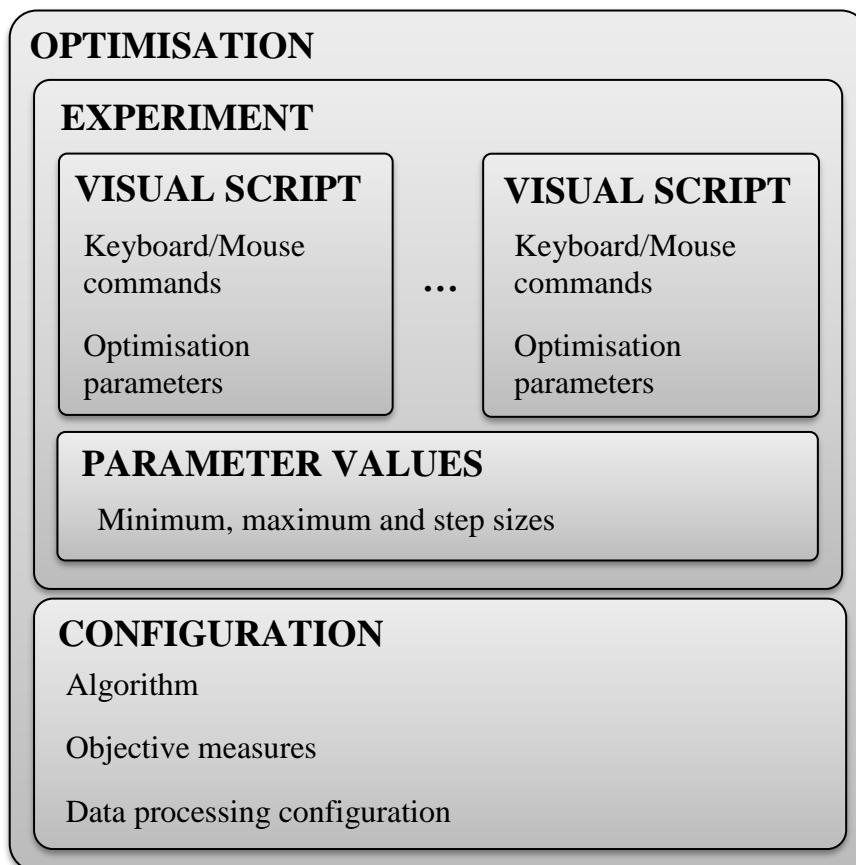 OPTIMISATION
EXPERIMENT
VISUAL SCRIPT
Keyboard/Mouse
commands
Optimisation
parameters
...
VISUAL SCRIPT
Keyboard/Mouse
commands
Optimisation
parameters
PARAMETER VALUES
Minimum, maximum and step sizes
CONFIGURATION
Algorithm
Objective measures
Data processing configuration